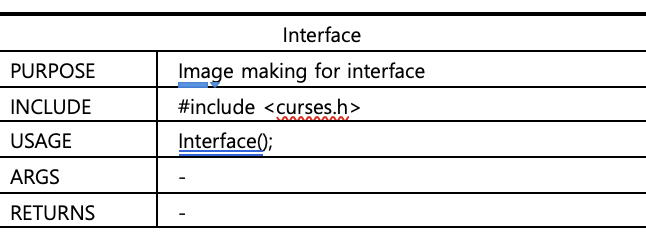 Interface
PURPOSE Image making for interface
INCLUDE #include <curses.h>
USAGE Interface();
ARGS -
RETURNS -